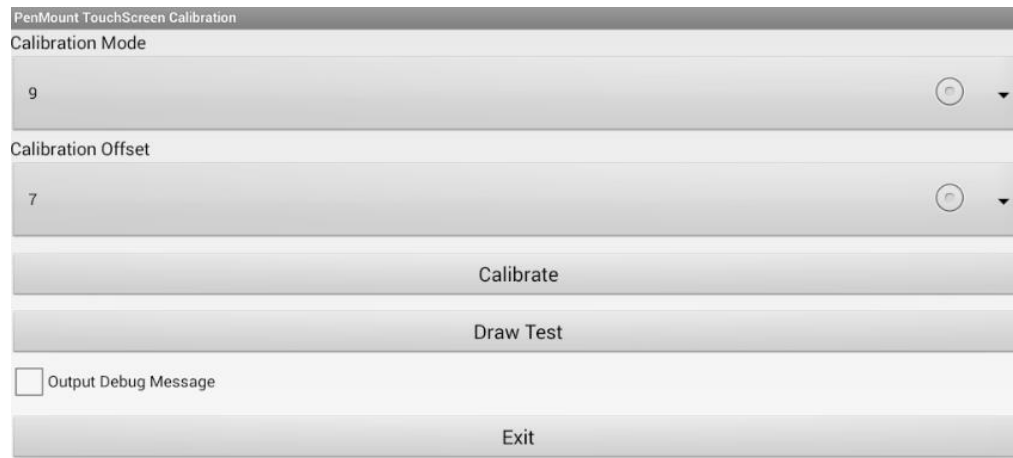 PenMount TouchScreen Calibration
Calibration Mode
9
Calibration Offset
7
Calibrate
Draw Test
Output Debug Message
Exit